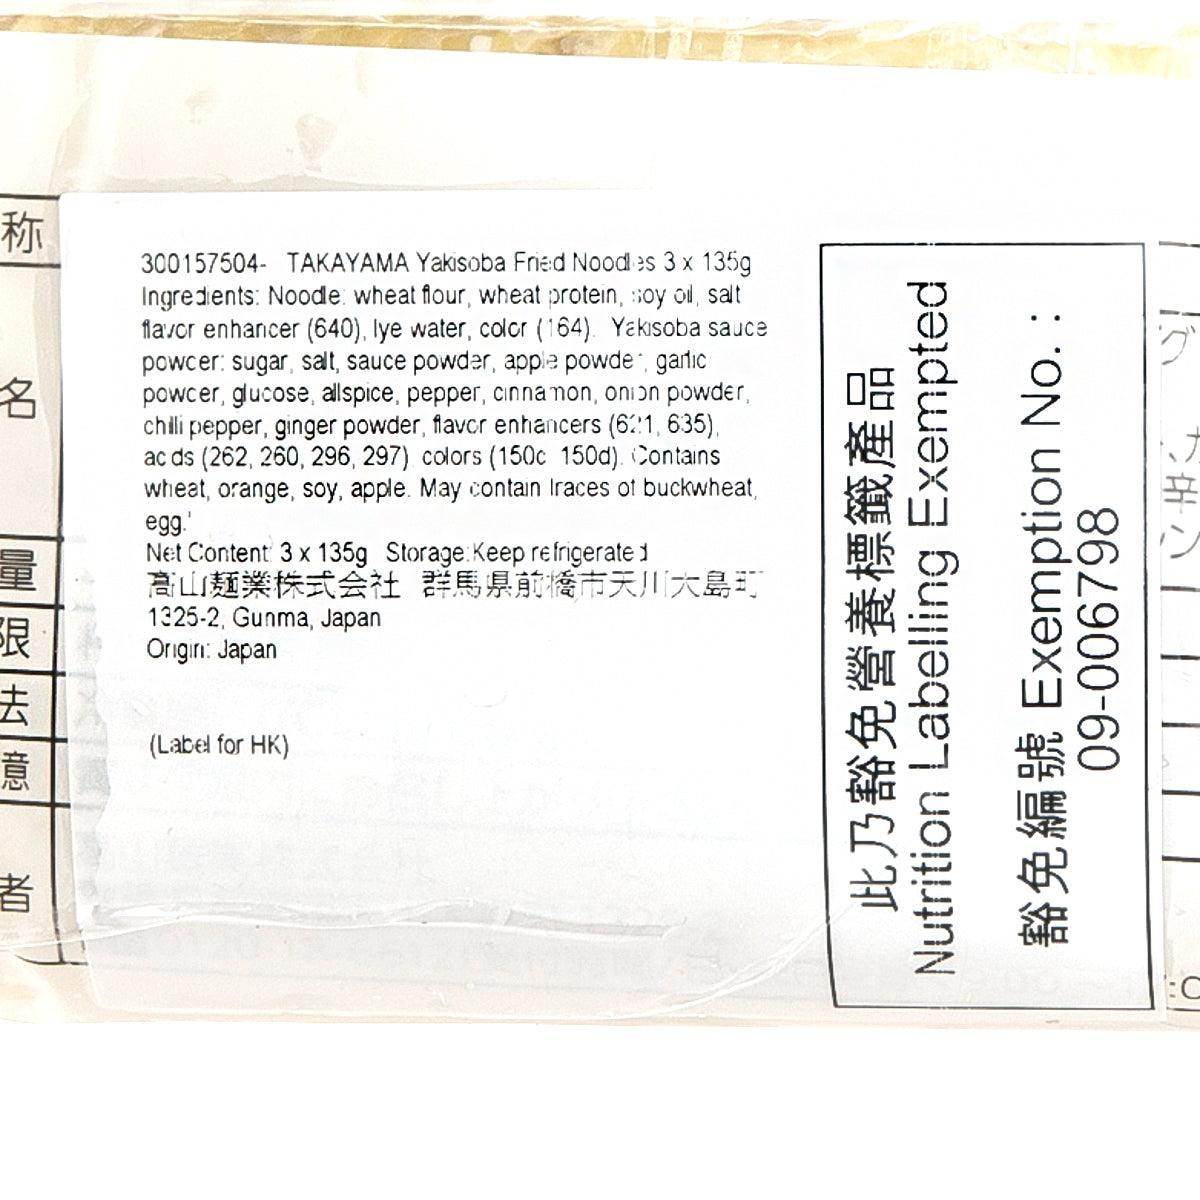 300157504- TAKAYAMA Yakisoba Fried Noodles 3 x 135g
Ingredients: Noodle: wheat flour, wheat protein, soy oil, salt
flavor enhancer (640), lye water, color (164). Yakisoba sauce
powder: sugar, salt, sauce powder, apple powder, garlic
powder, glucose, allspice, pepper, cinnamon, onion powder,
chilli pepper, ginger powder, flavor enhancers (621, 635),
acids (262, 260, 296, 297) colors (150c 150d). Contains
wheat, orange, soy, apple. May contain traces of buckwheat,
egg.'
Net Content: 3 x 135g Storage:Keep refrigerated
高山麺業株式会社 群馬県前橋市天川大島町
1325-2, Gunma, Japan
Origin: Japan
(Label for HK)
此乃豁免營養標籤產品
Nutrition Labelling Exempted
豁免編號 Exemption No. :
09-006798
称
名
量
限
法
意
者
グ
辛
ン